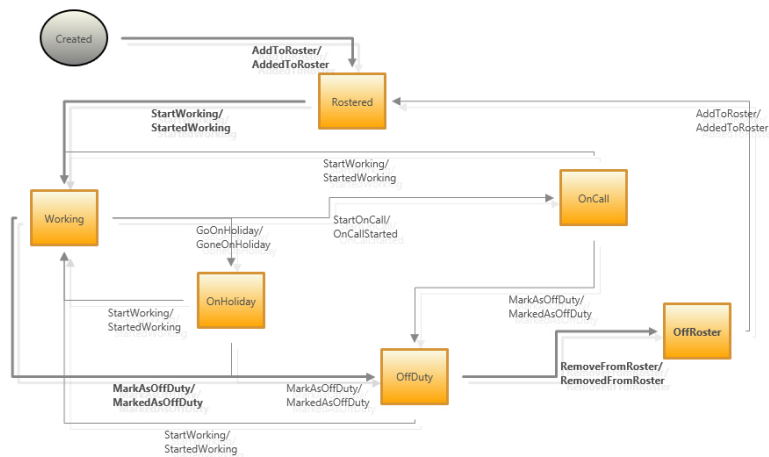 Created
AddToRoster/
AddedToRoster
Rostered
StartWorking/
StartedWorking
AddToRoster/
AddedToRoster
StartWorking/
StartedWorking
OnCall
Working
StartOnCall/
OnCallStarted
GoOnHoliday/
GoneOnHoliday
OnHoliday
MarkAsOffDuty/
MarkedAsOffDuty
StartWorking/
StartedWorking
OffRoster
OffDuty
RemoveFromRoster/
RemovedFromRoster
MarkAsOffDuty/
MarkedAsOffDuty
MarkAsOffDuty/
MarkedAsOffDuty
StartWorking/
StartedWorking